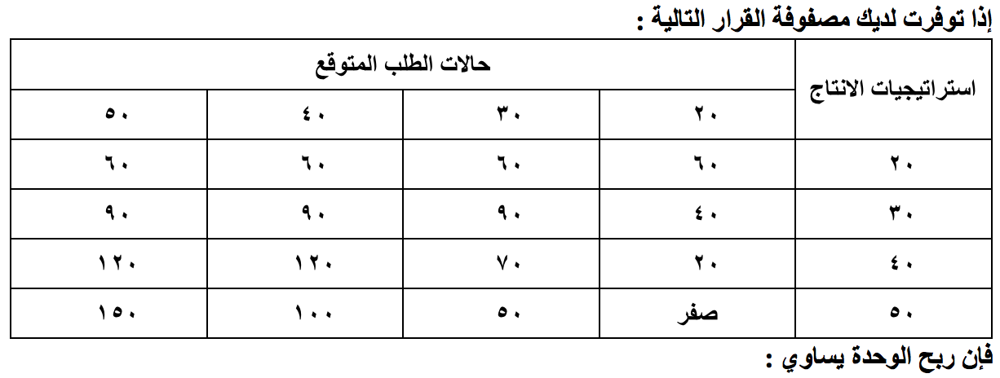 إذا توفرت لديك مصفوفة القرار التالية :
استراتيجيات الانتاج حالات الطلب المتوقع
٢٠ ٣٠ ٤٠ ٥٠
٢٠ ٦٠ ٦٠ ٦٠ ٦٠
٣٠ ٤٠ ٩٠ ٩٠ ٩٠
٤٠ ٢٠ ٧٠ ١٢٠ ١٢٠
٥٠ صفر ٥٠ ١٠٠ ١٥٠
فإن ربح الوحدة يساوي :